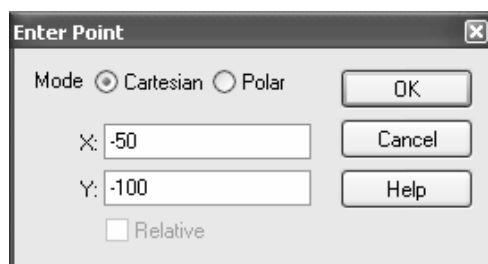 Enter Point
Mode Cartesian Polar OK
X: -50 Cancel
Y: -100 Help
Relative